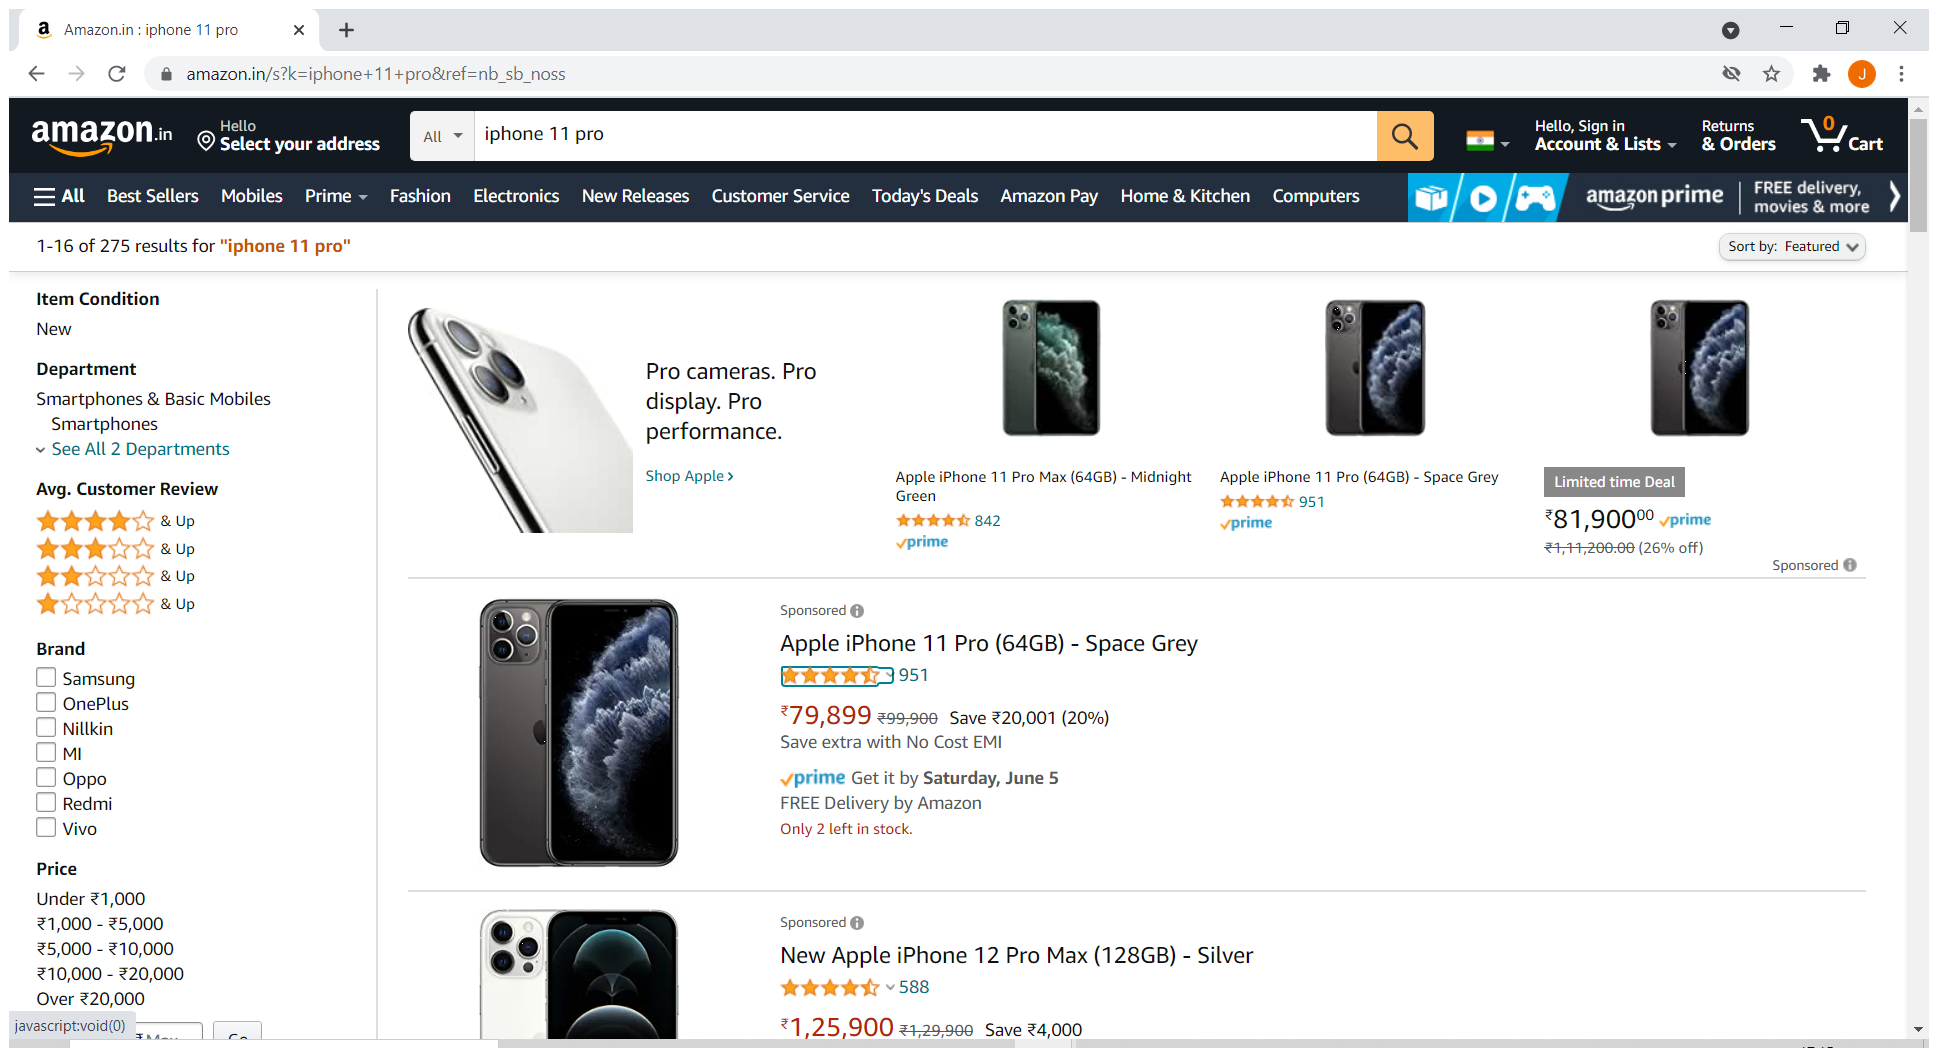 Amazon.in : iphone 11 pro
amazon.in/s?k=iphone+11+pro&ref=nb_sb_noss
J
amazon.in
Hello
Select your address
All
iphone 11 pro
Hello, Sign in
Account & Lists
Returns
& Orders
0
Cart
All
Best Sellers
Mobiles
Prime
Fashion
Electronics
New Releases
Customer Service
Today's Deals
Amazon Pay
Home & Kitchen
Computers
amazon prime
FREE delivery,
movies & more
1-16 of 275 results for "iphone 11 pro"
Sort by: Featured
Item Condition
New
Department
Smartphones & Basic Mobiles
Smartphones
See All 2 Departments
Avg. Customer Review
& Up
& Up
& Up
& Up
Brand
Samsung
OnePlus
Nillkin
MI
Oppo
Redmi
Vivo
Price
Under ₹1,000
₹1,000 - ₹5,000
₹5,000 - ₹10,000
₹10,000 - ₹20,000
Over ₹20,000
javascript:void(0)
Pro cameras. Pro
display. Pro
performance.
Shop Apple
Apple iPhone 11 Pro Max (64GB) - Midnight
Green
842
prime
Apple iPhone 11 Pro (64GB) - Space Grey
951
prime
Limited time Deal
₹81,90000 prime
₹1,11,200.00 (26% off)
Sponsored
Sponsored
Apple iPhone 11 Pro (64GB) - Space Grey
951
₹79,899 ₹99,900 Save ₹20,001 (20%)
Save extra with No Cost EMI
prime Get it by Saturday, June 5
FREE Delivery by Amazon
Only 2 left in stock.
Sponsored
New Apple iPhone 12 Pro Max (128GB) - Silver
588
₹1,25,900 ₹1,29,900 Save ₹4,000